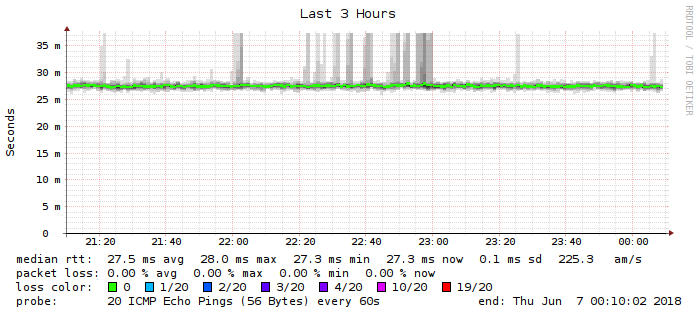 Last 3 Hours
RRDTOOL / TOBI OETIKER
Seconds
35 m
30 m
25 m
20 m
15 m
10 m
5 m
0
21:20 21:40 22:00 22:20 22:40 23:00 23:20 23:40 00:00
median rtt: 27.5 ms avg 28.0 ms max 27.3 ms min 27.3 ms now 0.1 ms sd 225.3 am/s
packet loss: 0.00 % avg 0.00 % max 0.00 % min 0.00 % now
loss color: 0 1/20 2/20 3/20 4/20 10/20 19/20
probe: 20 ICMP Echo Pings (56 Bytes) every 60s end: Thu Jun 7 00:10:02 2018